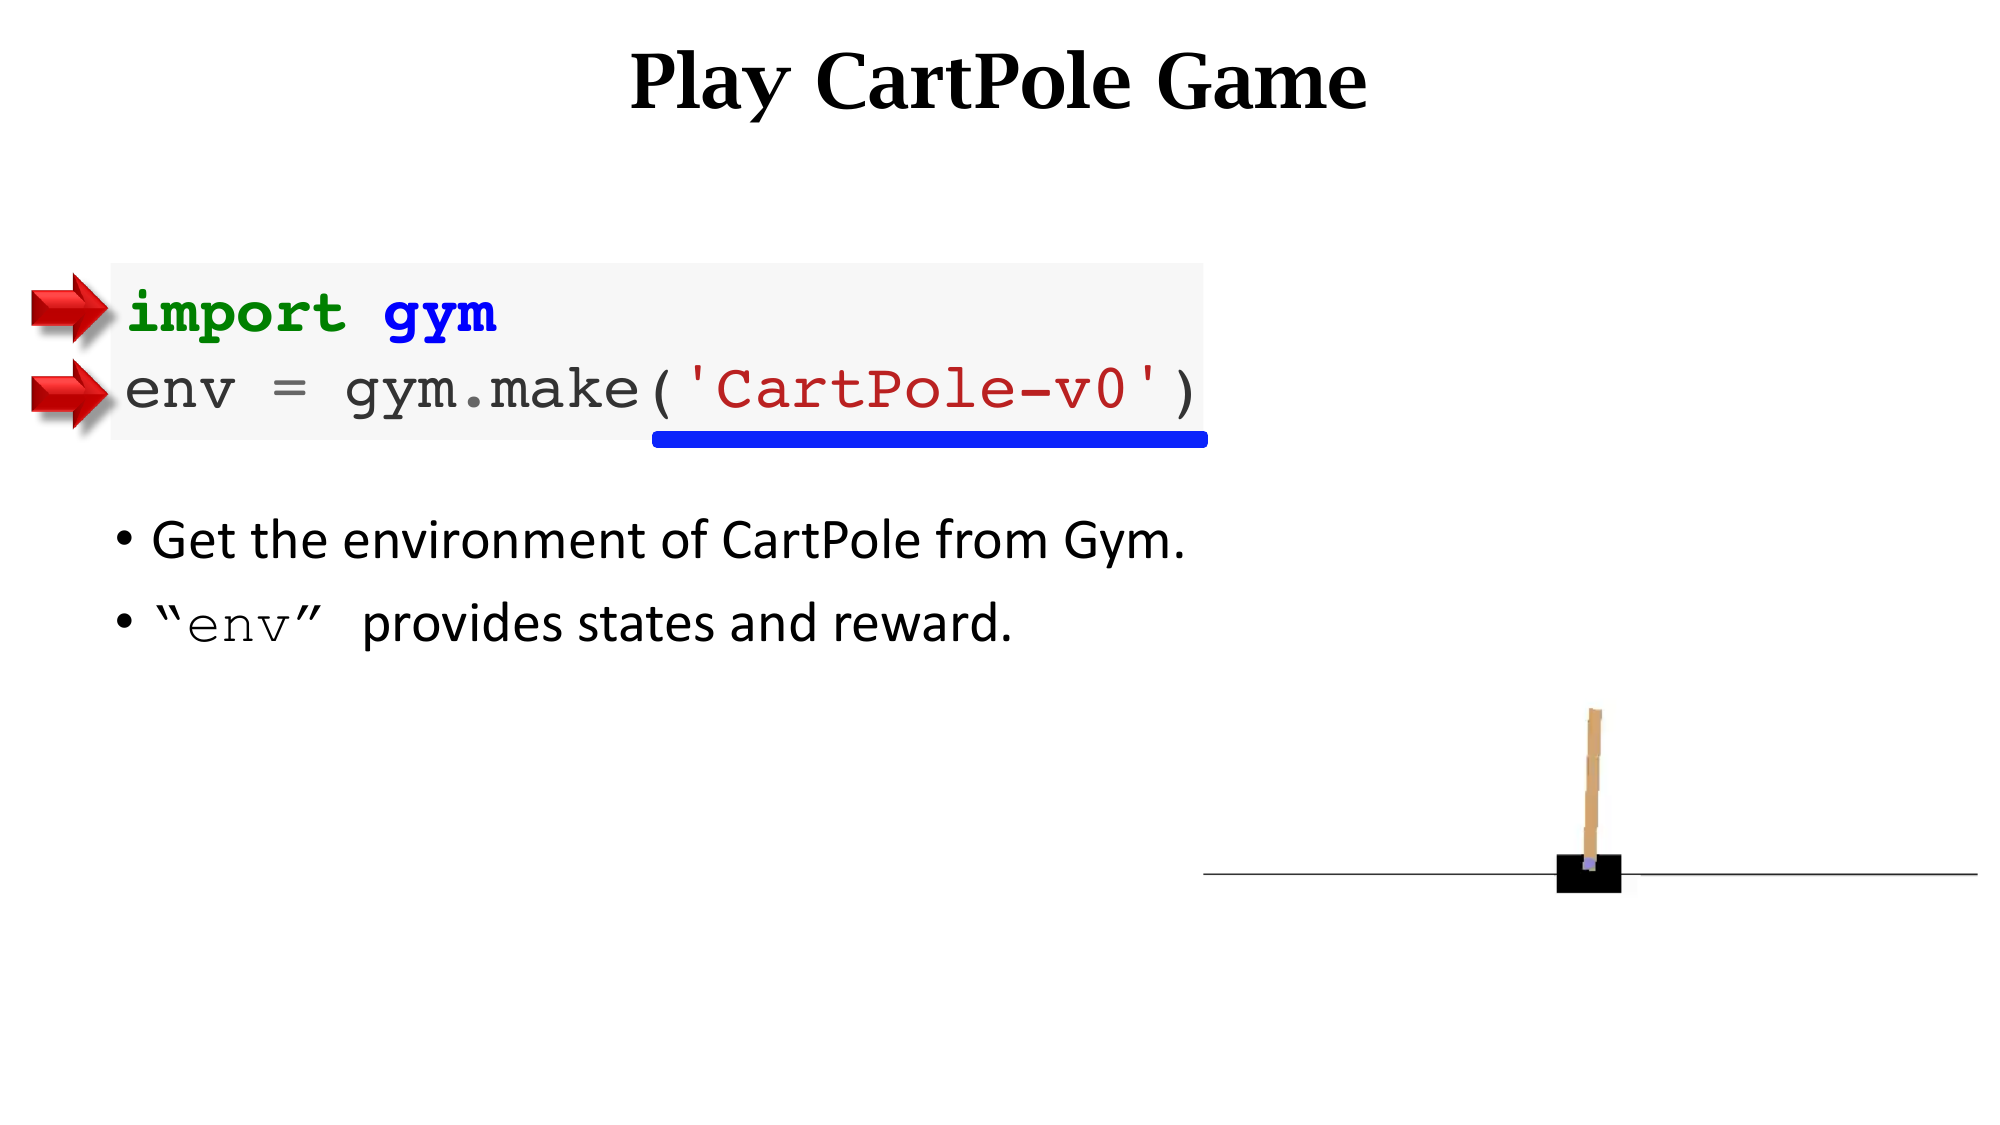 Play CartPole Game
import gym
env = gym.make('CartPole-v0')
• Get the environment of CartPole from Gym.
• “env” provides states and reward.